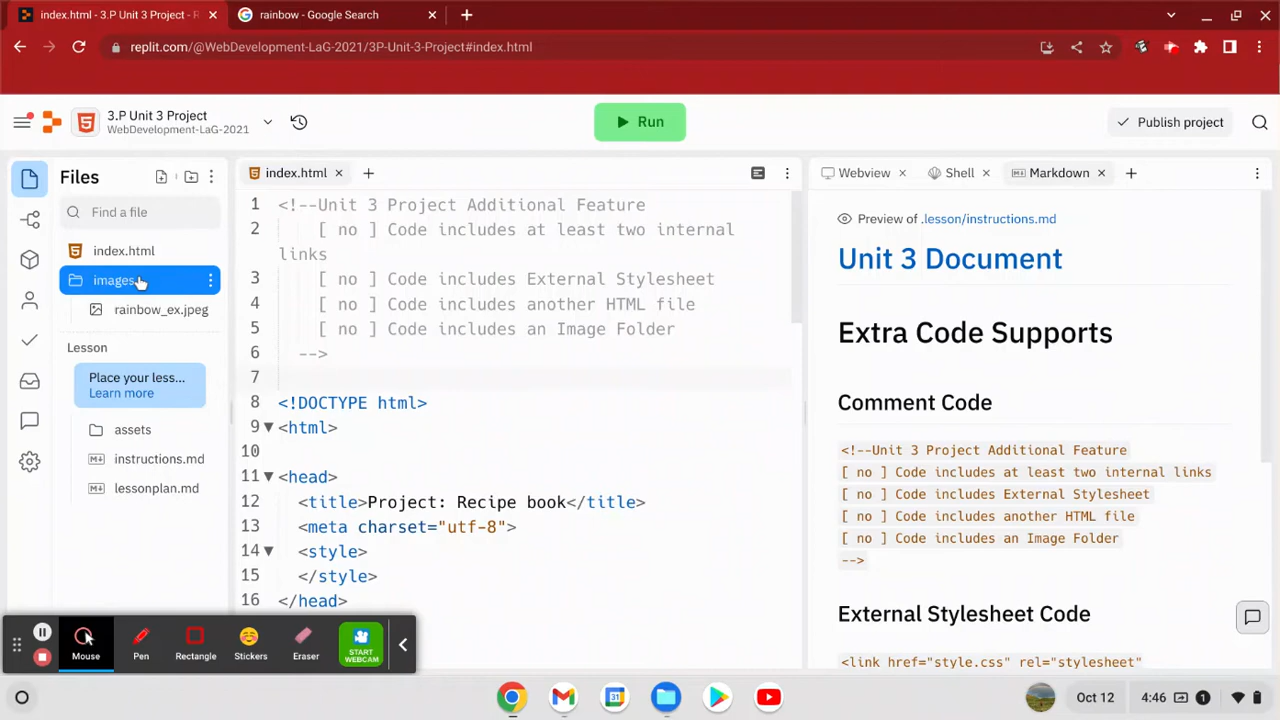 index.html - 3.P Unit 3 Project - R
rainbow - Google Search
replit.com/@WebDevelopment-LaG-2021/3P-Unit-3-Project#index.html
3.P Unit 3 Project
WebDevelopment-LaG-2021
Run
Publish project
Files
Find a file
index.html
images
rainbow_ex.jpeg
Lesson
Place your less...
Learn more
assets
instructions.md
lessonplan.md
index.html
1 <!--Unit 3 Project Additional Feature
2 [ no ] Code includes at least two internal
links
3 [ no ] Code includes External Stylesheet
4 [ no ] Code includes another HTML file
5 [ no ] Code includes an Image Folder
6 -->
7
8 <!DOCTYPE html>
9 <html>
10
11 <head>
12 <title>Project: Recipe book</title>
13 <meta charset="utf-8">
14 <style>
15 </style>
16 </head>
Webview
Shell
Markdown
Preview of .lesson/instructions.md
Unit 3 Document
Extra Code Supports
Comment Code
<!--Unit 3 Project Additional Feature
[ no ] Code includes at least two internal links
[ no ] Code includes External Stylesheet
[ no ] Code includes another HTML file
[ no ] Code includes an Image Folder
-->
External Stylesheet Code
<link href="style.css" rel="stylesheet"
Mouse
Pen
Rectangle
Stickers
Eraser
START
WEBCAM
31
Oct 12
4:46
1